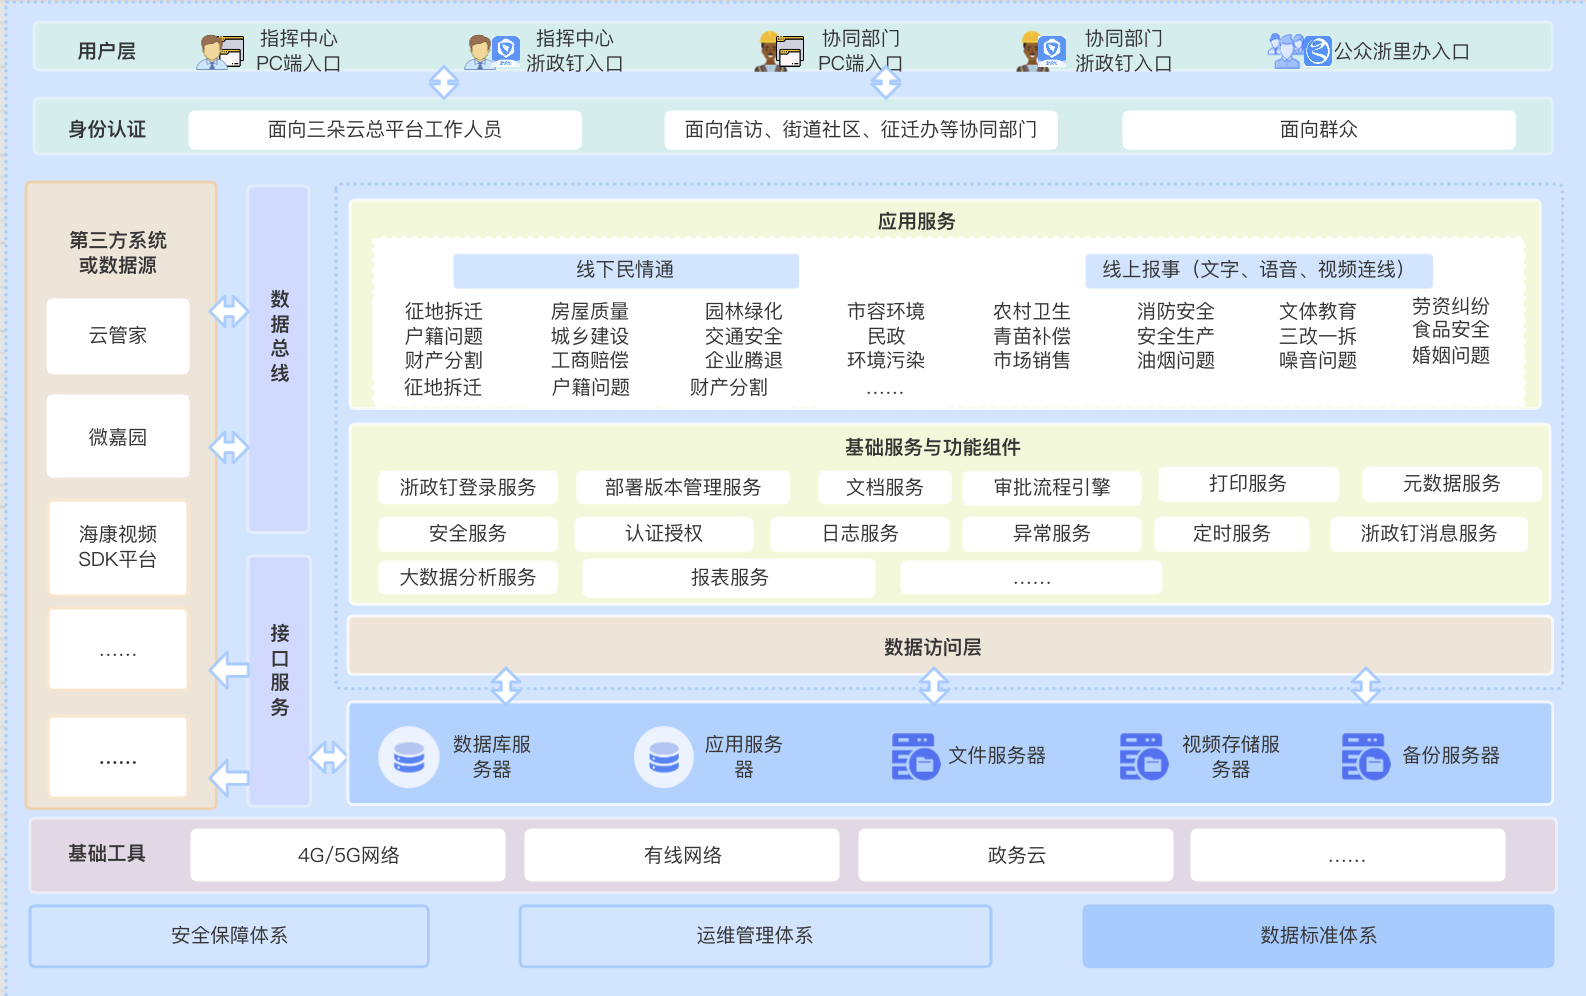 用户层
指挥中心
PC端入口
指挥中心
浙政钉入口
协同部门
PC端入口
协同部门
浙政钉入口
公众浙里办入口
身份认证
面向三朵云总平台工作人员
面向信访、街道社区、征迁办等协同部门
面向群众
第三方系统
或数据源
云管家
微嘉园
海康视频
SDK平台
……
……
数
据
总
线
接
口
服
务
应用服务
线下民情通
线上报事（文字、语音、视频连线）
征地拆迁
户籍问题
财产分割
征地拆迁
房屋质量
城乡建设
工商赔偿
户籍问题
园林绿化
交通安全
企业腾退
财产分割
市容环境
民政
环境污染
……
农村卫生
青苗补偿
市场销售
消防安全
安全生产
油烟问题
文体教育
三改一拆
噪音问题
劳资纠纷
食品安全
婚姻问题
基础服务与功能组件
浙政钉登录服务
部署版本管理服务
文档服务
审批流程引擎
打印服务
元数据服务
安全服务
认证授权
日志服务
异常服务
定时服务
浙政钉消息服务
大数据分析服务
报表服务
……
数据访问层
数据库服
务器
应用服务
器
文件服务器
视频存储服
务器
备份服务器
基础工具
4G/5G网络
有线网络
政务云
……
安全保障体系
运维管理体系
数据标准体系